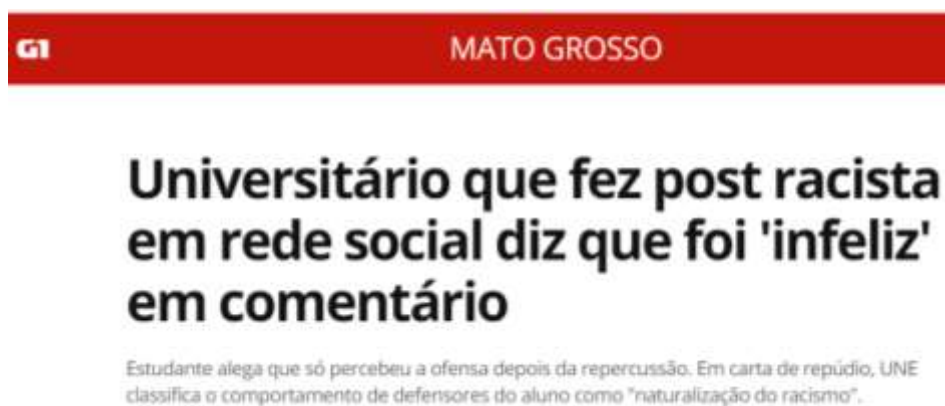 G1
MATO GROSSO
Universitário que fez post racista
em rede social diz que foi 'infeliz'
em comentário
Estudante alega que só percebeu a ofensa depois da repercussão. Em carta de repúdio, UNE
classifica o comportamento de defensores do aluno como "naturalização do racismo".